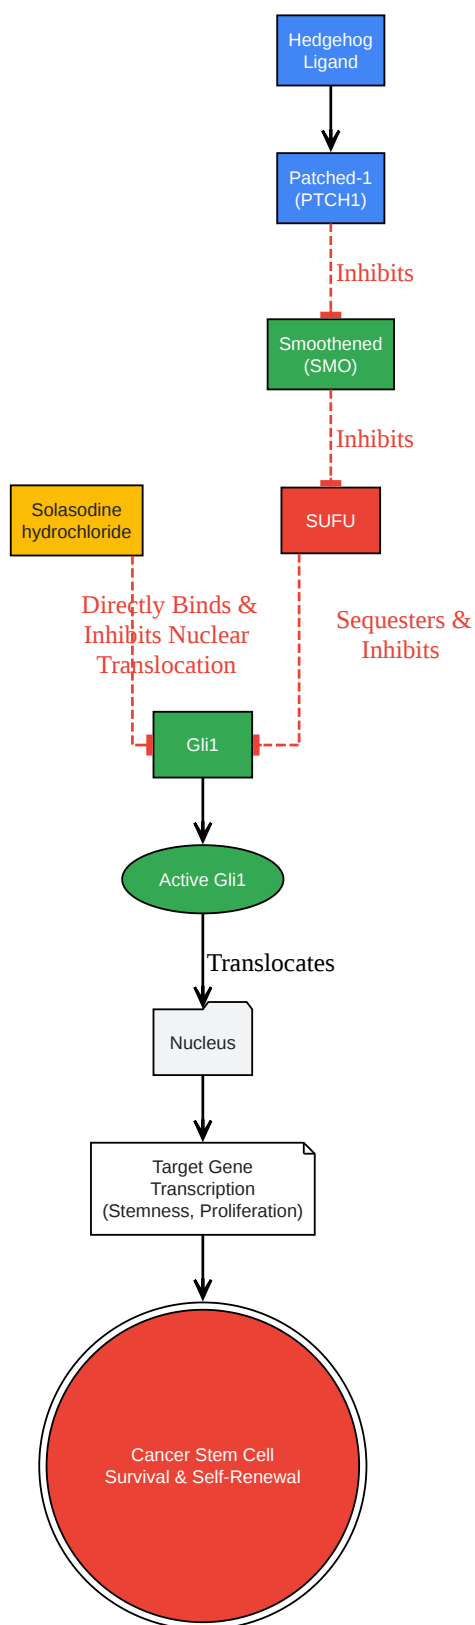 Hedgehog
Ligand
Patched-1
(PTCH1)
Inhibits
Smoothened
(SMO)
Inhibits
Solasodine
hydrochloride
SUFU
Directly Binds &
Inhibits Nuclear
Translocation
Sequesters &
Inhibits
Gli1
Active Gli1
Translocates
Nucleus
Target Gene
Transcription
(Stemness, Proliferation)
Cancer Stem Cell
Survival & Self-Renewal